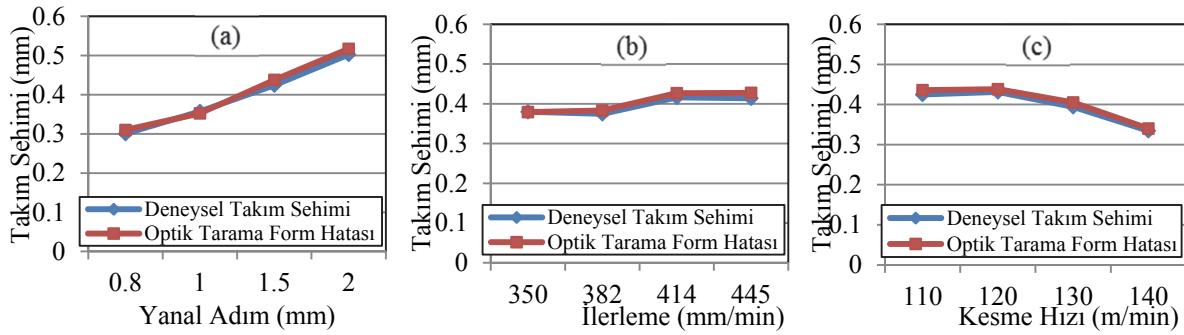 (a)
Takım Sehimi (mm)
0.6
0.5
0.4
0.3
0.2
0.1
0
Deneysel Takım Sehimi
Optik Tarama Form Hatası
0.8 1 1.5 2
Yanal Adım (mm)
(b)
Takım Sehimi (mm)
0.6
0.5
0.4
0.3
0.2
0.1
0
Deneysel Takım Sehimi
Optik Tarama Form Hatası
350 382 414 445
İlerleme (mm/min)
(c)
Takım Sehimi (mm)
0.6
0.5
0.4
0.3
0.2
0.1
0
Deneysel Takım Sehimi
Optik Tarama Form Hatası
110 120 130 140
Kesme Hızı (m/min)